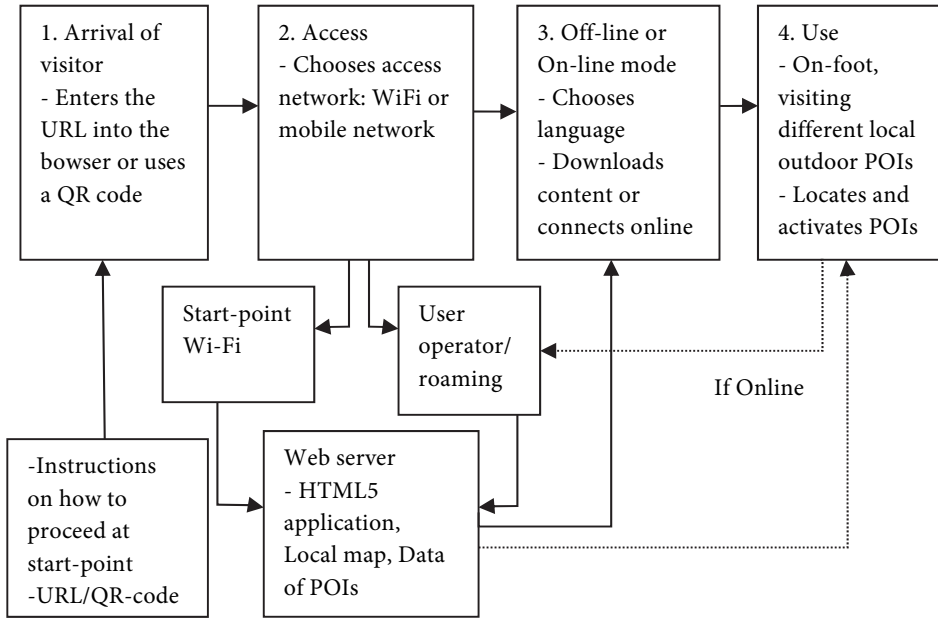 1. Arrival of
visitor
- Enters the
URL into the
bowser or uses
a QR code
2. Access
- Chooses access
network: WiFi or
mobile network
3. Off-line or
On-line mode
- Chooses
language
- Downloads
content or
connects online
4. Use
- On-foot,
visiting
different local
outdoor POIs
- Locates and
activates POIs
Start-point
Wi-Fi
User
operator/
roaming
If Online
-Instructions
on how to
proceed at
start-point
-URL/QR-code
Web server
- HTML5
application,
Local map, Data
of POIs